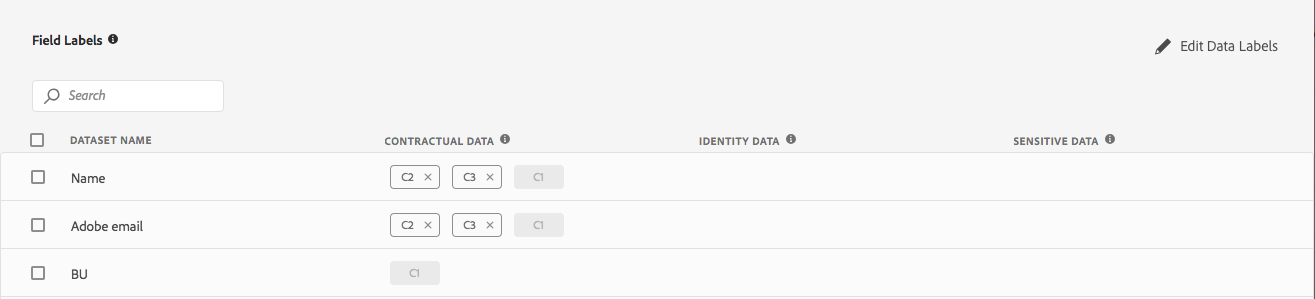 Field Labels
Edit Data Labels
Search
DATASET NAME CONTRACTUAL DATA IDENTITY DATA SENSITIVE DATA
Name C2 × C3 × C1
Adobe email C2 × C3 × C1
BU C1